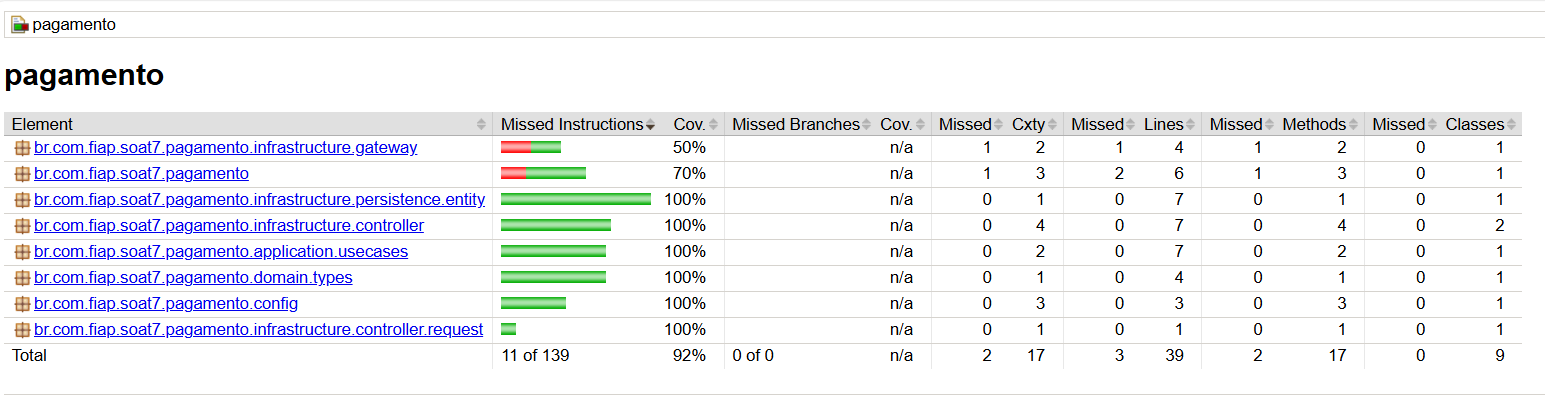 pagamento
pagamento
Element Missed Instructions Cov. Missed Branches Cov. Missed Cxty Missed Lines Missed Methods Missed Classes
br.com.fiap.soat7.pagamento.infrastructure.gateway 50% n/a 1 2 1 4 1 2 0 1
br.com.fiap.soat7.pagamento 70% n/a 1 3 2 6 1 3 0 1
br.com.fiap.soat7.pagamento.infrastructure.persistence.entity 100% n/a 0 1 0 7 0 1 0 1
br.com.fiap.soat7.pagamento.infrastructure.controller 100% n/a 0 4 0 7 0 4 0 2
br.com.fiap.soat7.pagamento.application.usecases 100% n/a 0 2 0 7 0 2 0 1
br.com.fiap.soat7.pagamento.domain.types 100% n/a 0 1 0 4 0 1 0 1
br.com.fiap.soat7.pagamento.config 100% n/a 0 3 0 3 0 3 0 1
br.com.fiap.soat7.pagamento.infrastructure.controller.request 100% n/a 0 1 0 1 0 1 0 1
Total 11 of 139 92% 0 of 0 n/a 2 17 3 39 2 17 0 9